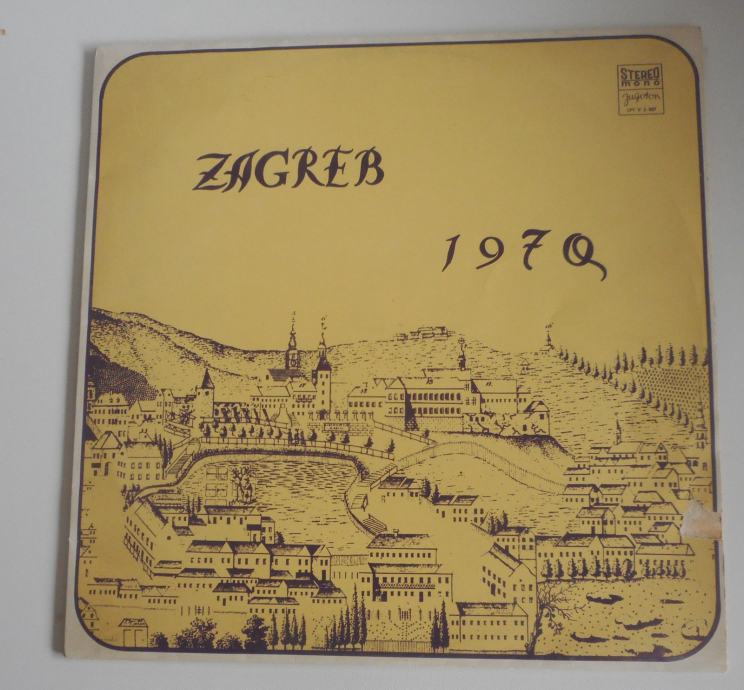 STEREO
mono
Jugoton
ZAGREB
1970